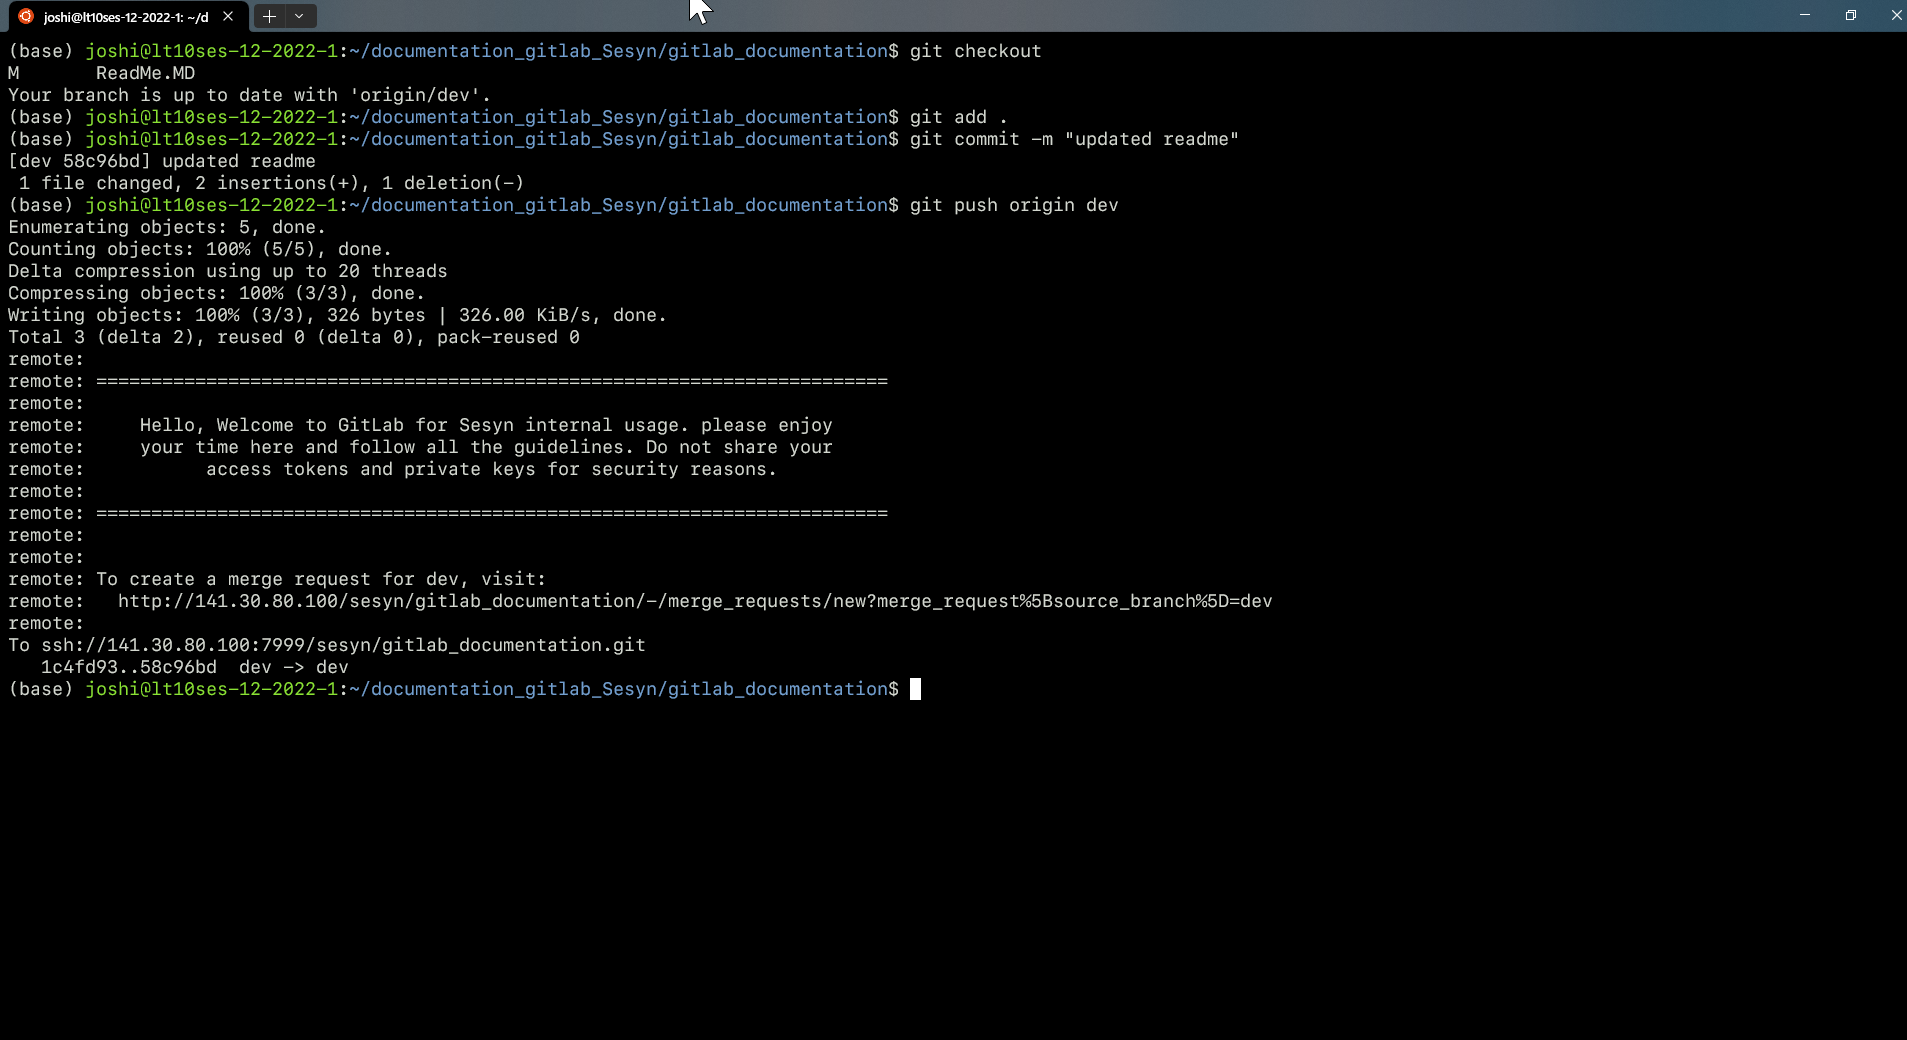 joshi@lt10ses-12-2022-1: ~/d
(base) joshi@lt10ses-12-2022-1:~/documentation_gitlab_Sesyn/gitlab_documentation$ git checkout
M       ReadMe.MD
Your branch is up to date with 'origin/dev'.
(base) joshi@lt10ses-12-2022-1:~/documentation_gitlab_Sesyn/gitlab_documentation$ git add .
(base) joshi@lt10ses-12-2022-1:~/documentation_gitlab_Sesyn/gitlab_documentation$ git commit -m "updated readme"
[dev 58c96bd] updated readme
 1 file changed, 2 insertions(+), 1 deletion(-)
(base) joshi@lt10ses-12-2022-1:~/documentation_gitlab_Sesyn/gitlab_documentation$ git push origin dev
Enumerating objects: 5, done.
Counting objects: 100% (5/5), done.
Delta compression using up to 20 threads
Compressing objects: 100% (3/3), done.
Writing objects: 100% (3/3), 326 bytes | 326.00 KiB/s, done.
Total 3 (delta 2), reused 0 (delta 0), pack-reused 0
remote:
remote: ========================================================================
remote:
remote:     Hello, Welcome to GitLab for Sesyn internal usage. please enjoy
remote:     your time here and follow all the guidelines. Do not share your
remote:           access tokens and private keys for security reasons.
remote:
remote: ========================================================================
remote:
remote:
remote: To create a merge request for dev, visit:
remote:   http://141.30.80.100/sesyn/gitlab_documentation/-/merge_requests/new?merge_request%5Bsource_branch%5D=dev
remote:
To ssh://141.30.80.100:7999/sesyn/gitlab_documentation.git
   1c4fd93..58c96bd  dev -> dev
(base) joshi@lt10ses-12-2022-1:~/documentation_gitlab_Sesyn/gitlab_documentation$